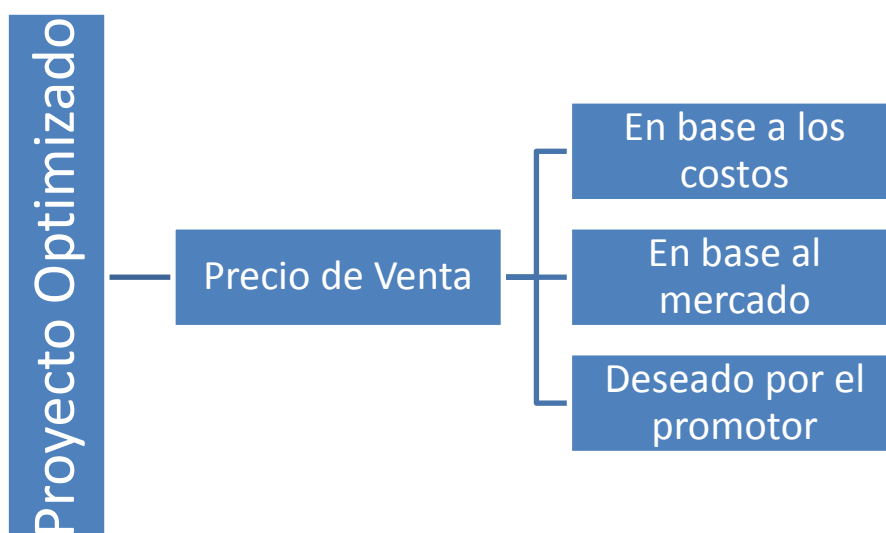 Proyecto Optimizado
Precio de Venta
En base a los
costos
En base al
mercado
Deseado por el
promotor